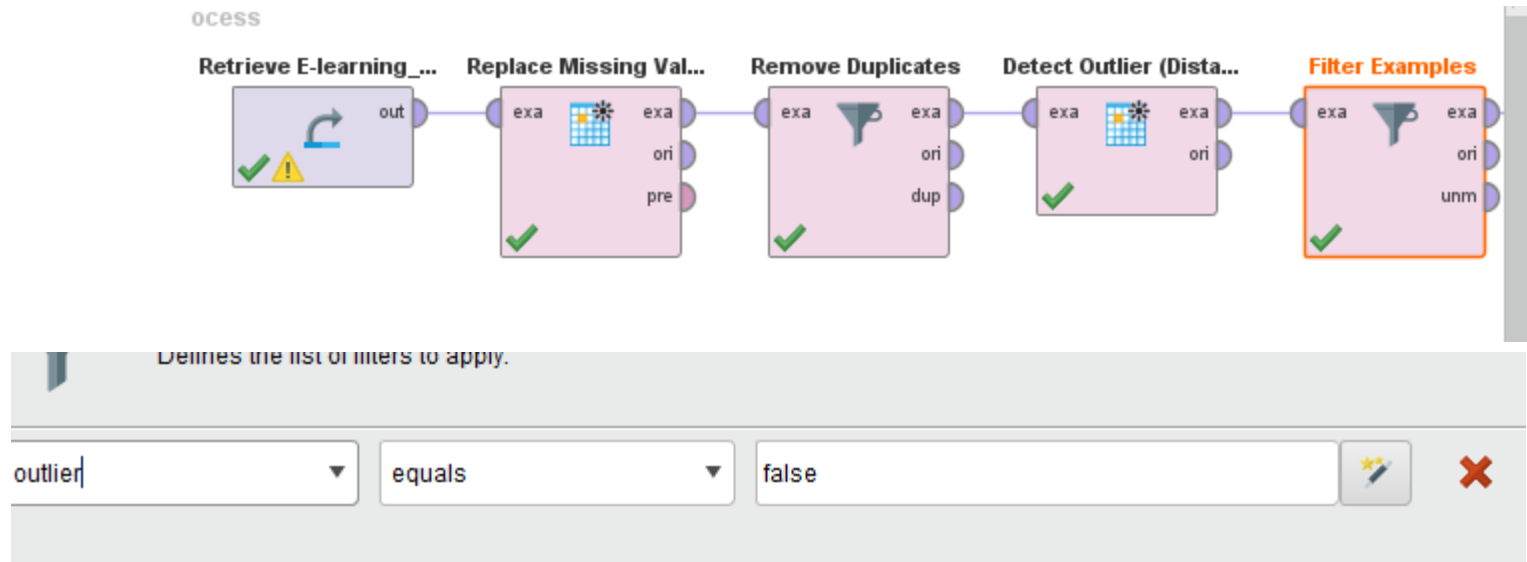 ocess
Retrieve E-learning_... Replace Missing Val... Remove Duplicates Detect Outlier (Dista... Filter Examples
out exa exa exa exa exa exa exa exa
ori ori ori ori
pre dup unm
Defines the list of filters to apply.
outlier equals false